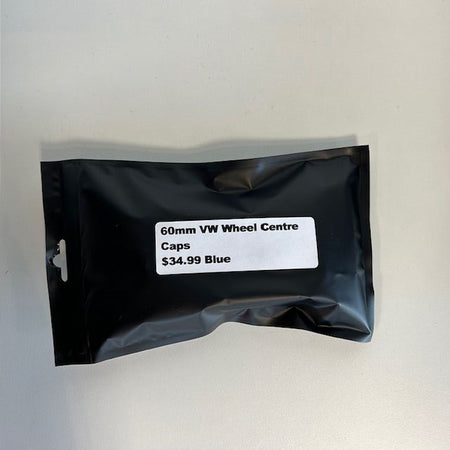 60mm VW Wheel Centre
Caps
$34.99 Blue